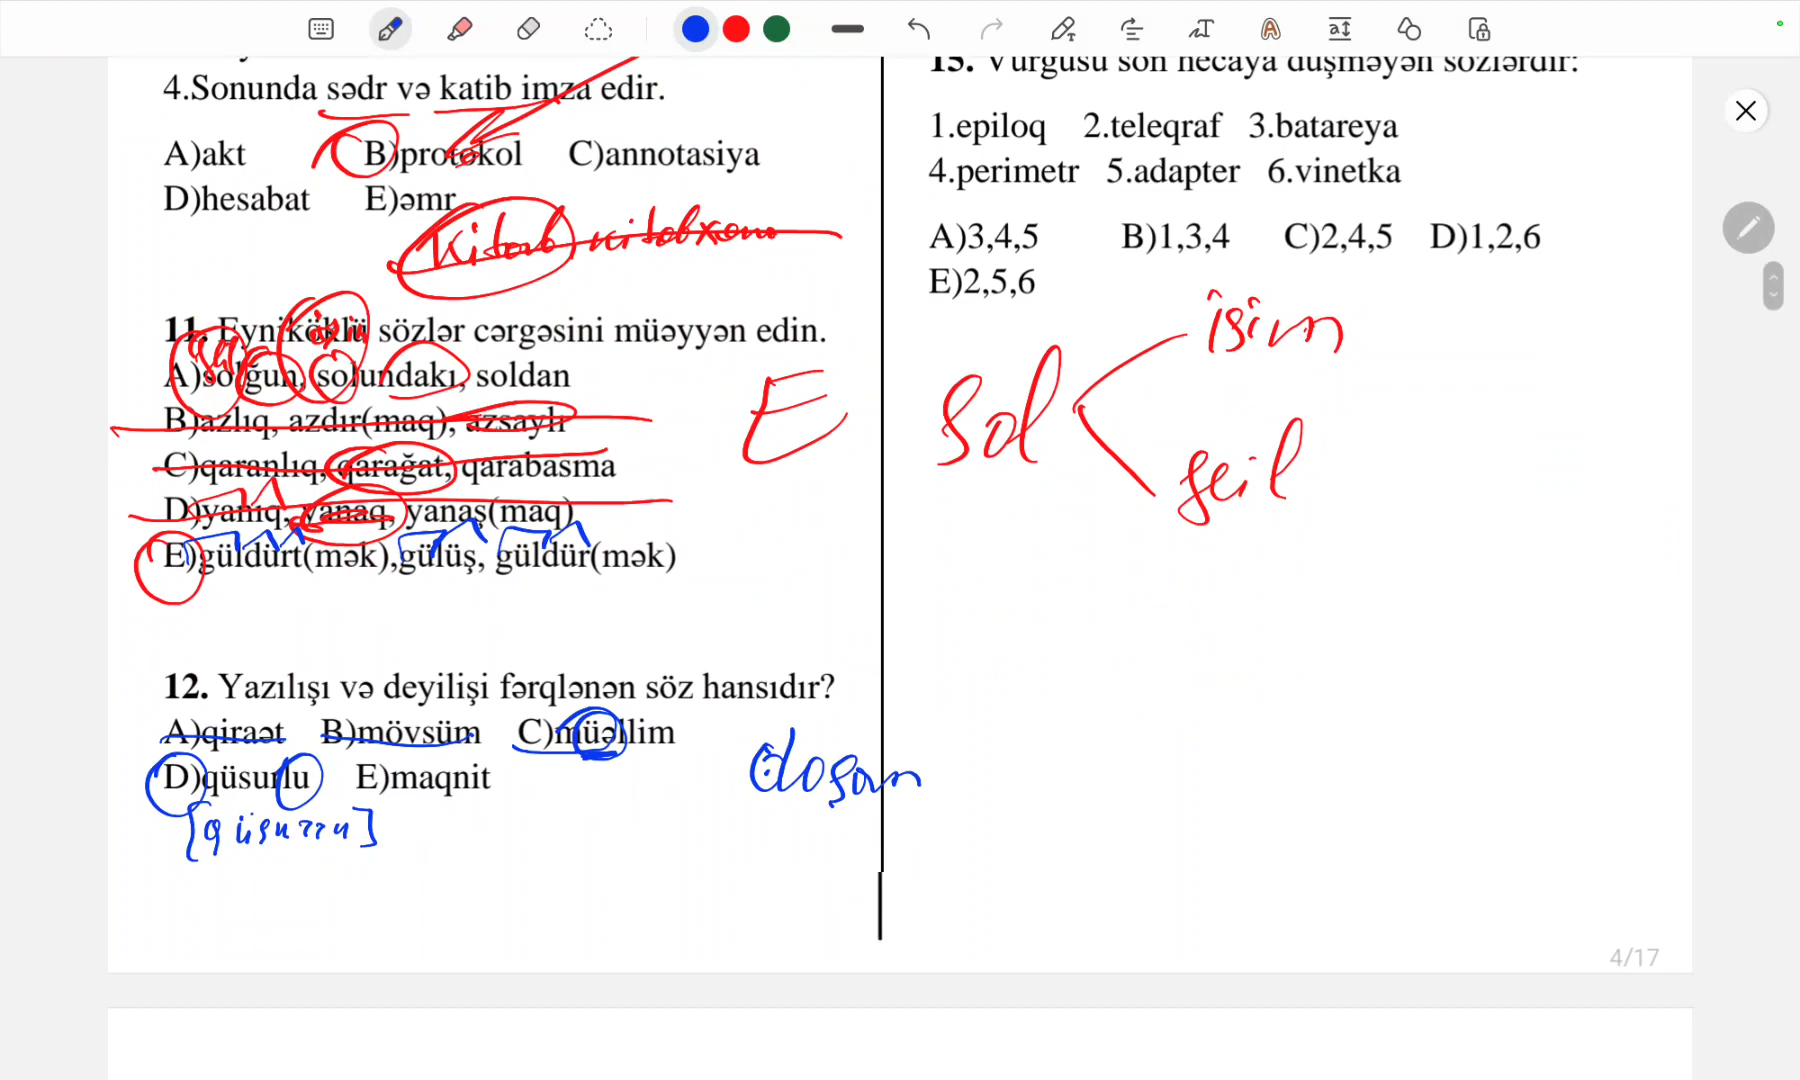 4.Sonunda sədr və katib imza edir.
A)akt B)protokol C)annotasiya
D)hesabat E)əmr
kitab kitabxana
11. Eyniköklü sözlər cərgəsini müəyyən edin.
A)solğun, solundakı, soldan
B)azlıq, azdır(maq), azsaylı
C)qaranlıq, qarağat, qarabasma
D)yanıq, yanaq, yanaş(maq)
E)güldürt(mək),gülüş, güldür(mək)
E
12. Yazılışı və deyilişi fərqlənən söz hansıdır?
A)qiraət B)mövsüm C)müəllim
D)qüsurlu E)maqnit
[qüsurru]
15. Vurğusu son hecaya düşməyən sözlərdir:
1.epiloq 2.teleqraf 3.batareya
4.perimetr 5.adapter 6.vinetka
A)3,4,5 B)1,3,4 C)2,4,5 D)1,2,6
E)2,5,6
isim
sol
feil
4/17